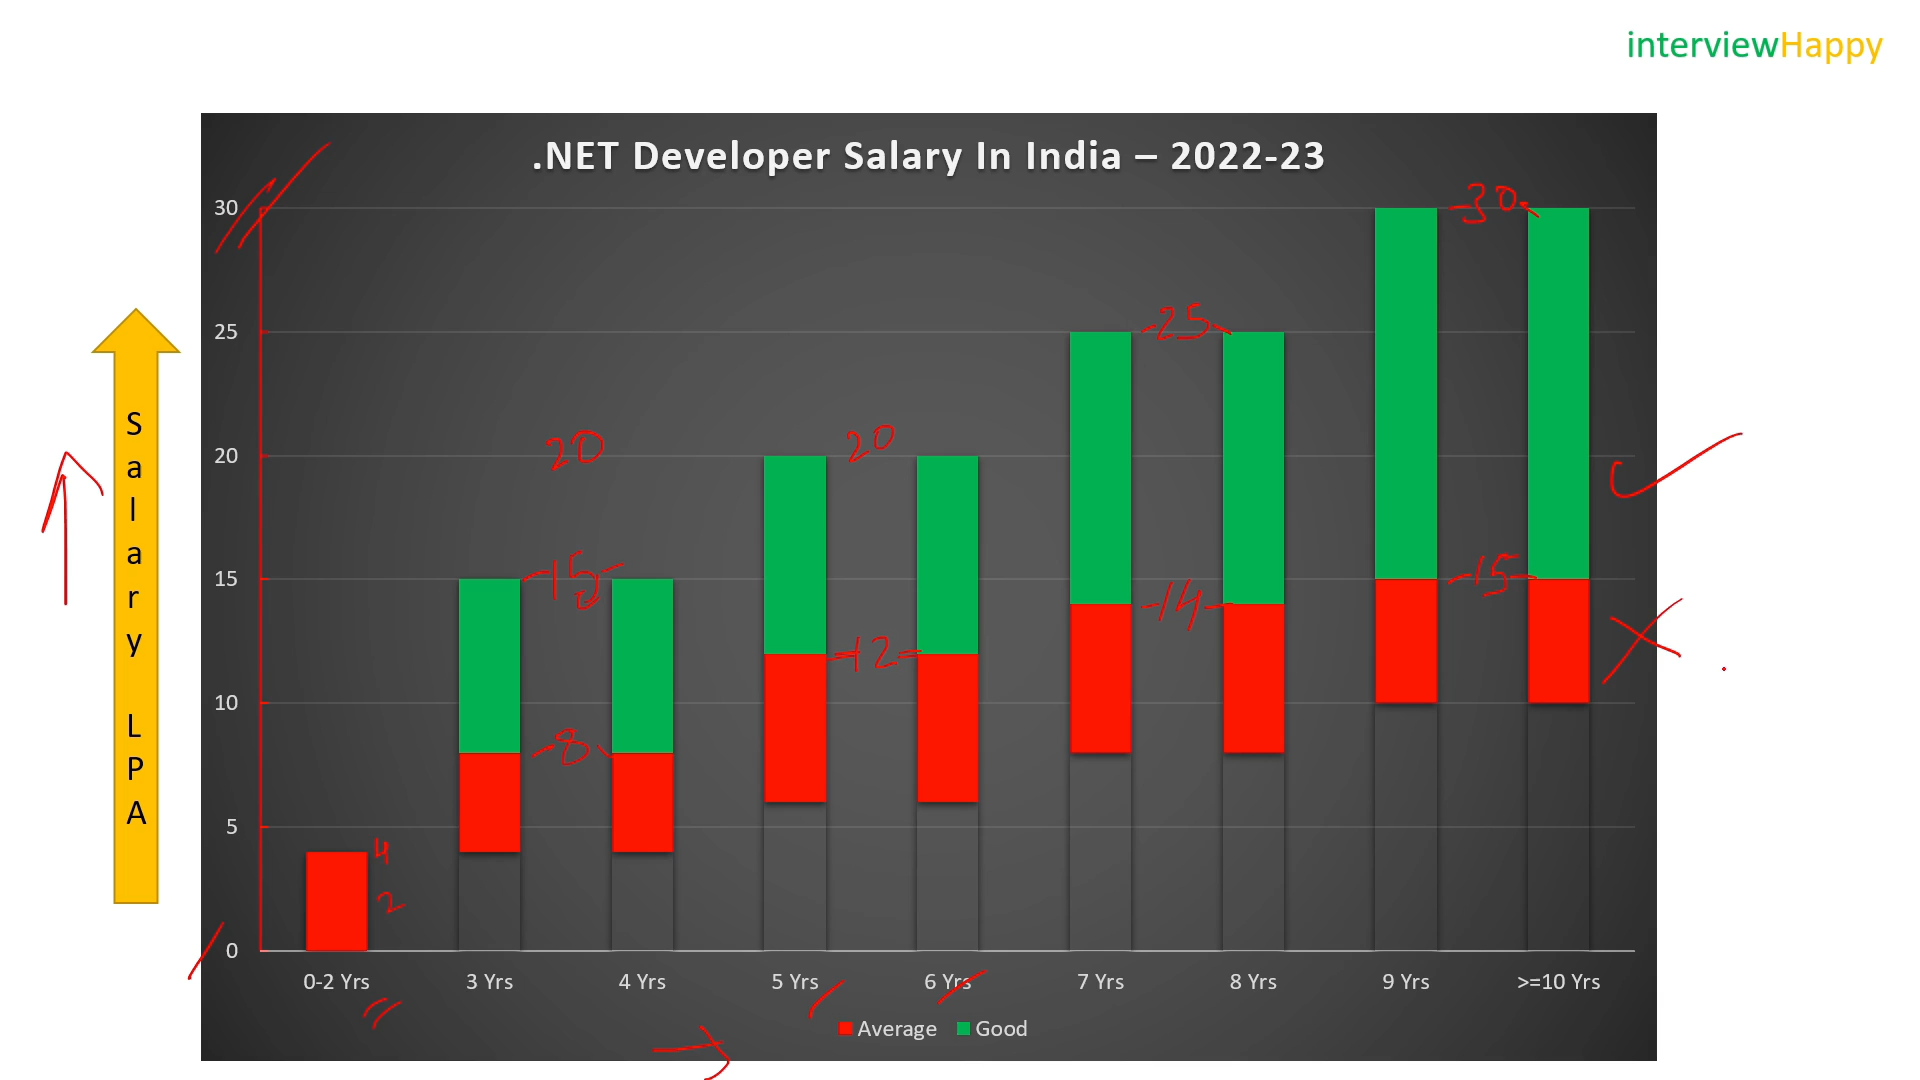 interviewHappy
.NET Developer Salary In India – 2022-23
30
25
20
15
10
5
0
Salary LPA
30
25
20
20
15
15
14
12
8
4
2
0-2 Yrs
3 Yrs
4 Yrs
5 Yrs
6 Yrs
7 Yrs
8 Yrs
9 Yrs
>=10 Yrs
Average
Good